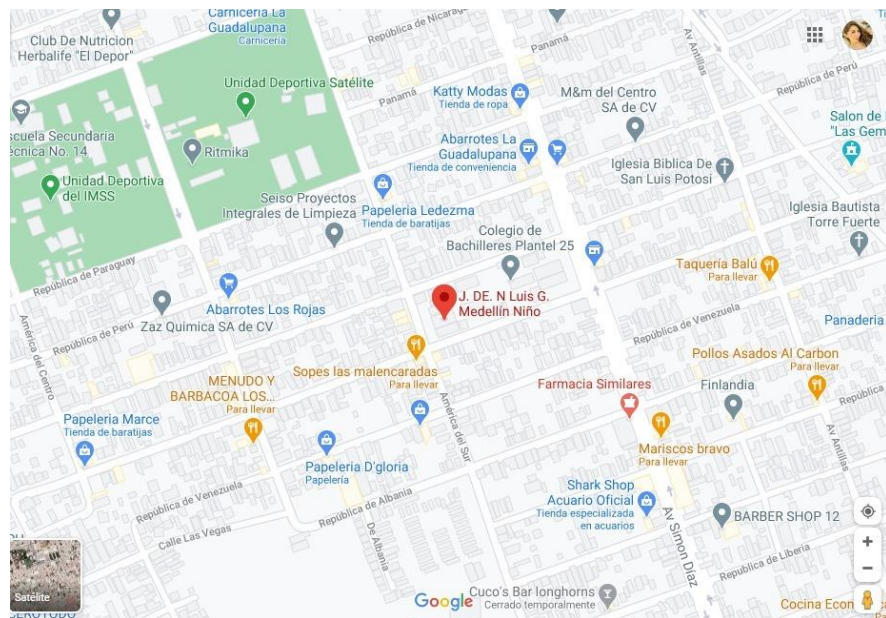 Carniceria La
Guadalupana
Carniceria
República de Nicarag
Panamá
Av Antillas
Club De Nutricion
Herbalife "El Depor"
Unidad Deportiva Satélite
Panamá
Katty Modas
Tienda de ropa
M&m del Centro
SA de CV
República de Perú
Salon de
"Las Gem
scuela Secundaria
écnica No. 14
Ritmika
Abarrotes La
Guadalupana
Tienda de conveniencia
Iglesia Biblica De
San Luis Potosi
Unidad Deportiva
del IMSS
Seiso Proyectos
Integrales de Limpieza
Papeleria Ledezma
Tienda de baratijas
Iglesia Bautista
Torre Fuerte
Colegio de
Bachilleres Plantel 25
Taquería Balú
Para llevar
República de Paraguay
Abarrotes Los Rojas
J. DE. N Luis G.
Medellín Niño
República de Perú
Zaz Quimica SA de CV
República de Venezuela
Panaderia
América del Centro
Sopes las malencaradas
Para llevar
Pollos Asados Al Carbon
Para llevar
MENUDO Y
BARBACOA LOS...
Para llevar
Farmacia Similares
Finlandia
República
Papeleria Marce
Tienda de baratijas
América del Sur
Mariscos bravo
Para llevar
Av Antillas
Papeleria D'gloria
Papelería
República de Venezuela
República de Albania
Shark Shop
Acuario Oficial
Tienda especializada
en acuarios
BARBER SHOP 12
Calle Las Vegas
De Albania
Av Simon Díaz
República de Liberia
Satélite
Google
Cuco's Bar longhorns
Cerrado temporalmente
Cocina Econ